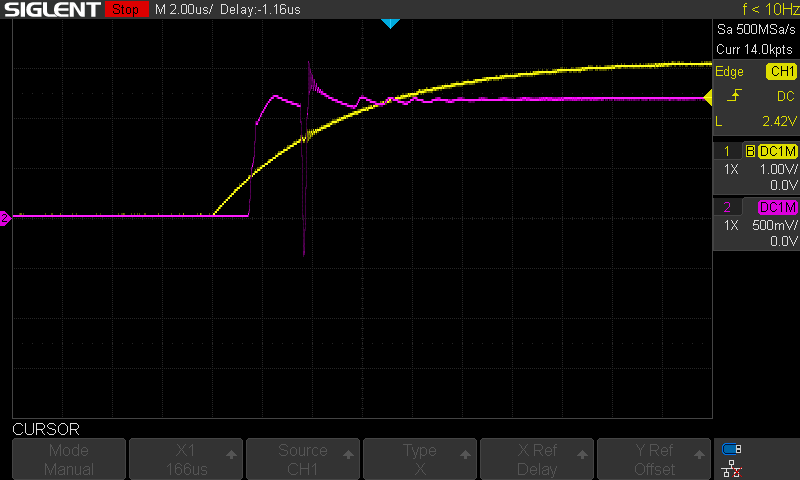 SIGLENT Stop M 2.00us/ Delay:-1.16us f < 10Hz
Sa 500MSa/s
Curr 14.0kpts
Edge CH1
DC
L 2.42V
1 B DC1M
1X 1.00V/
0.0V
2 DC1M
1X 500mV/
0.0V
2
CURSOR
Mode
Manual
X1
166us
Source
CH1
Type
X
X Ref
Delay
Y Ref
Offset